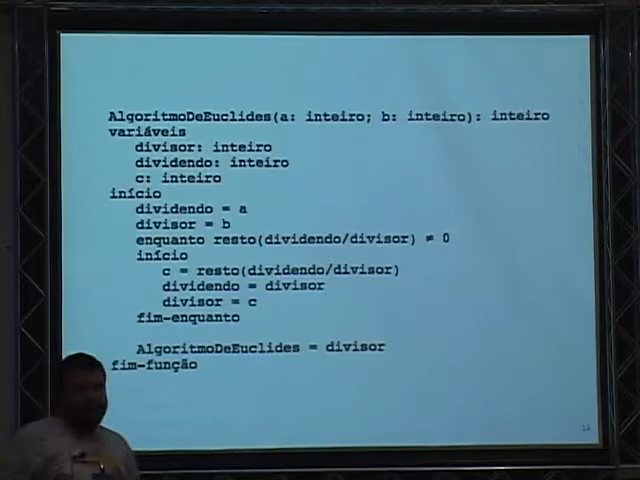 AlgoritmoDeEuclides(a: inteiro; b: inteiro): inteiro
variáveis
divisor: inteiro
dividendo: inteiro
c: inteiro
início
dividendo = a
divisor = b
enquanto resto(dividendo/divisor) ≠ 0
início
c = resto(dividendo/divisor)
dividendo = divisor
divisor = c
fim-enquanto
AlgoritmoDeEuclides = divisor
fim-função
14